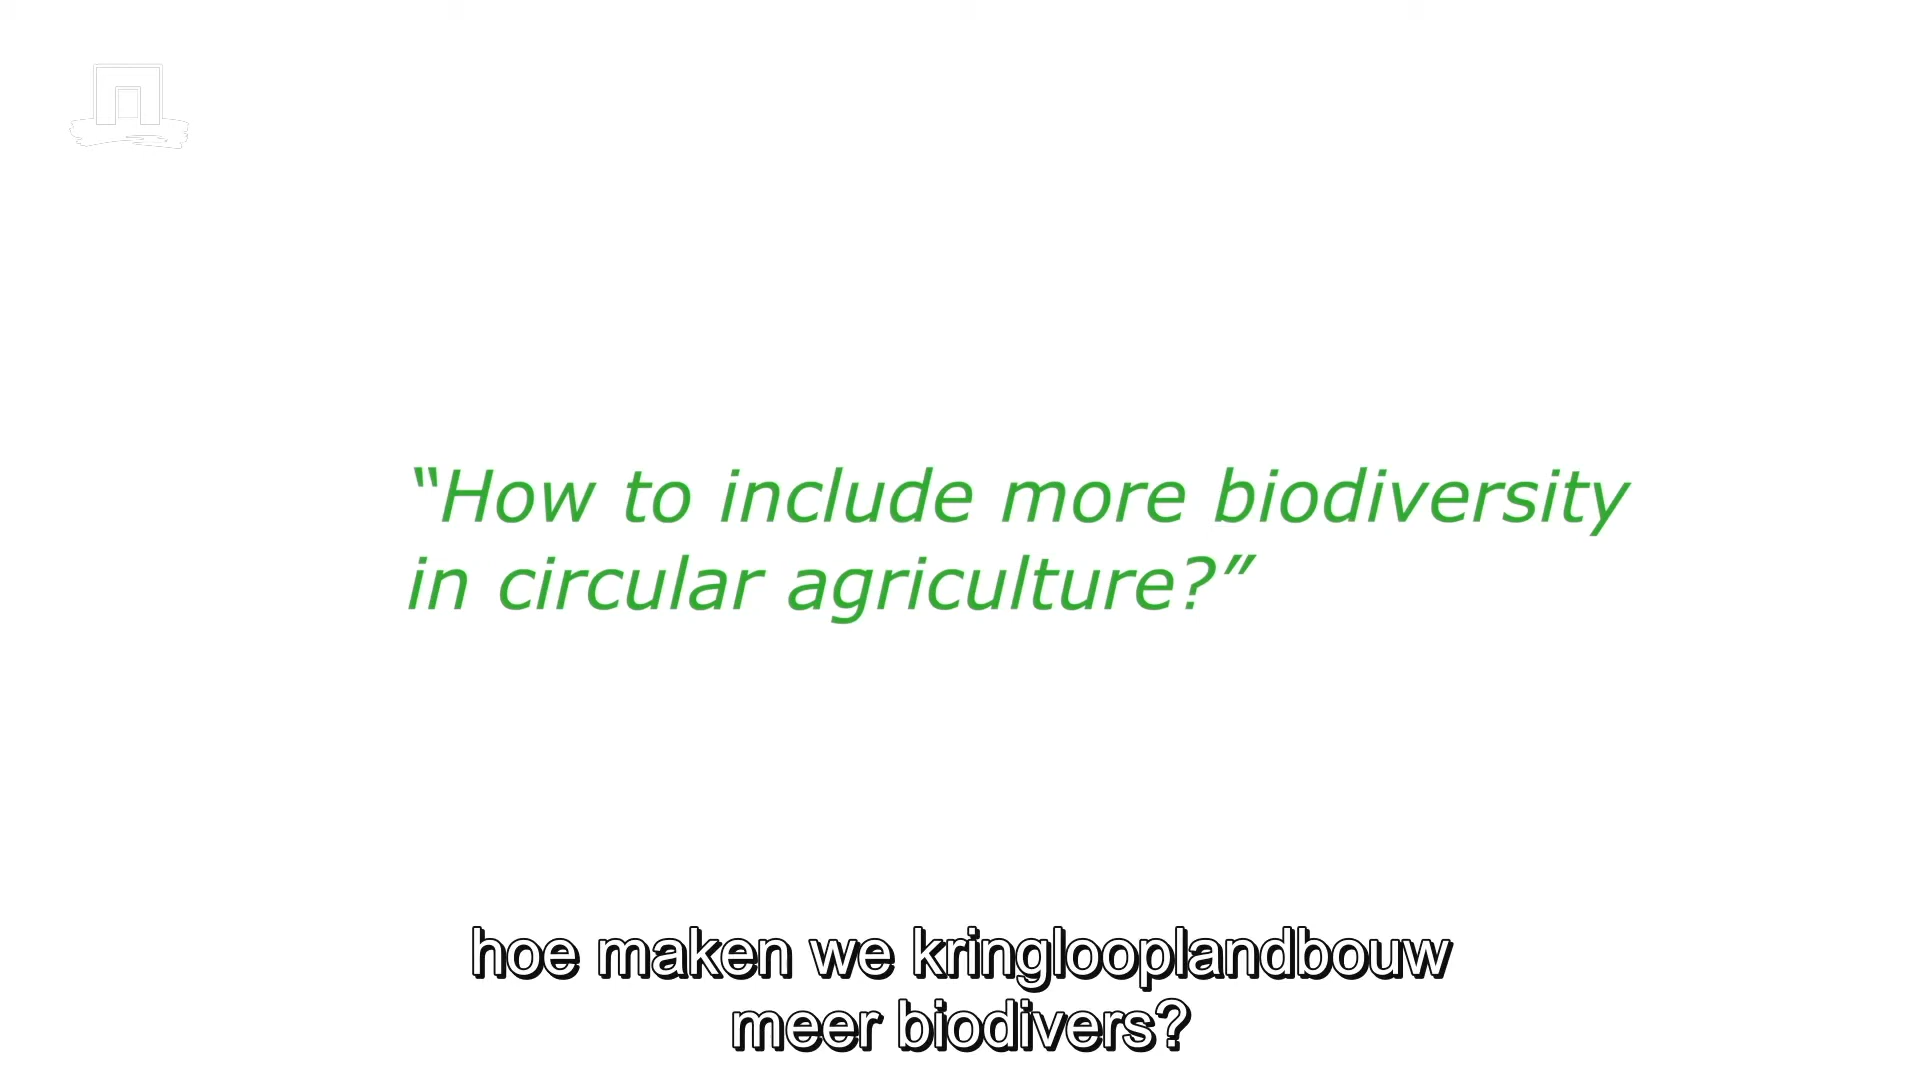 “How to include more biodiversity
in circular agriculture?”
hoe maken we kringlooplandbouw
meer biodivers?